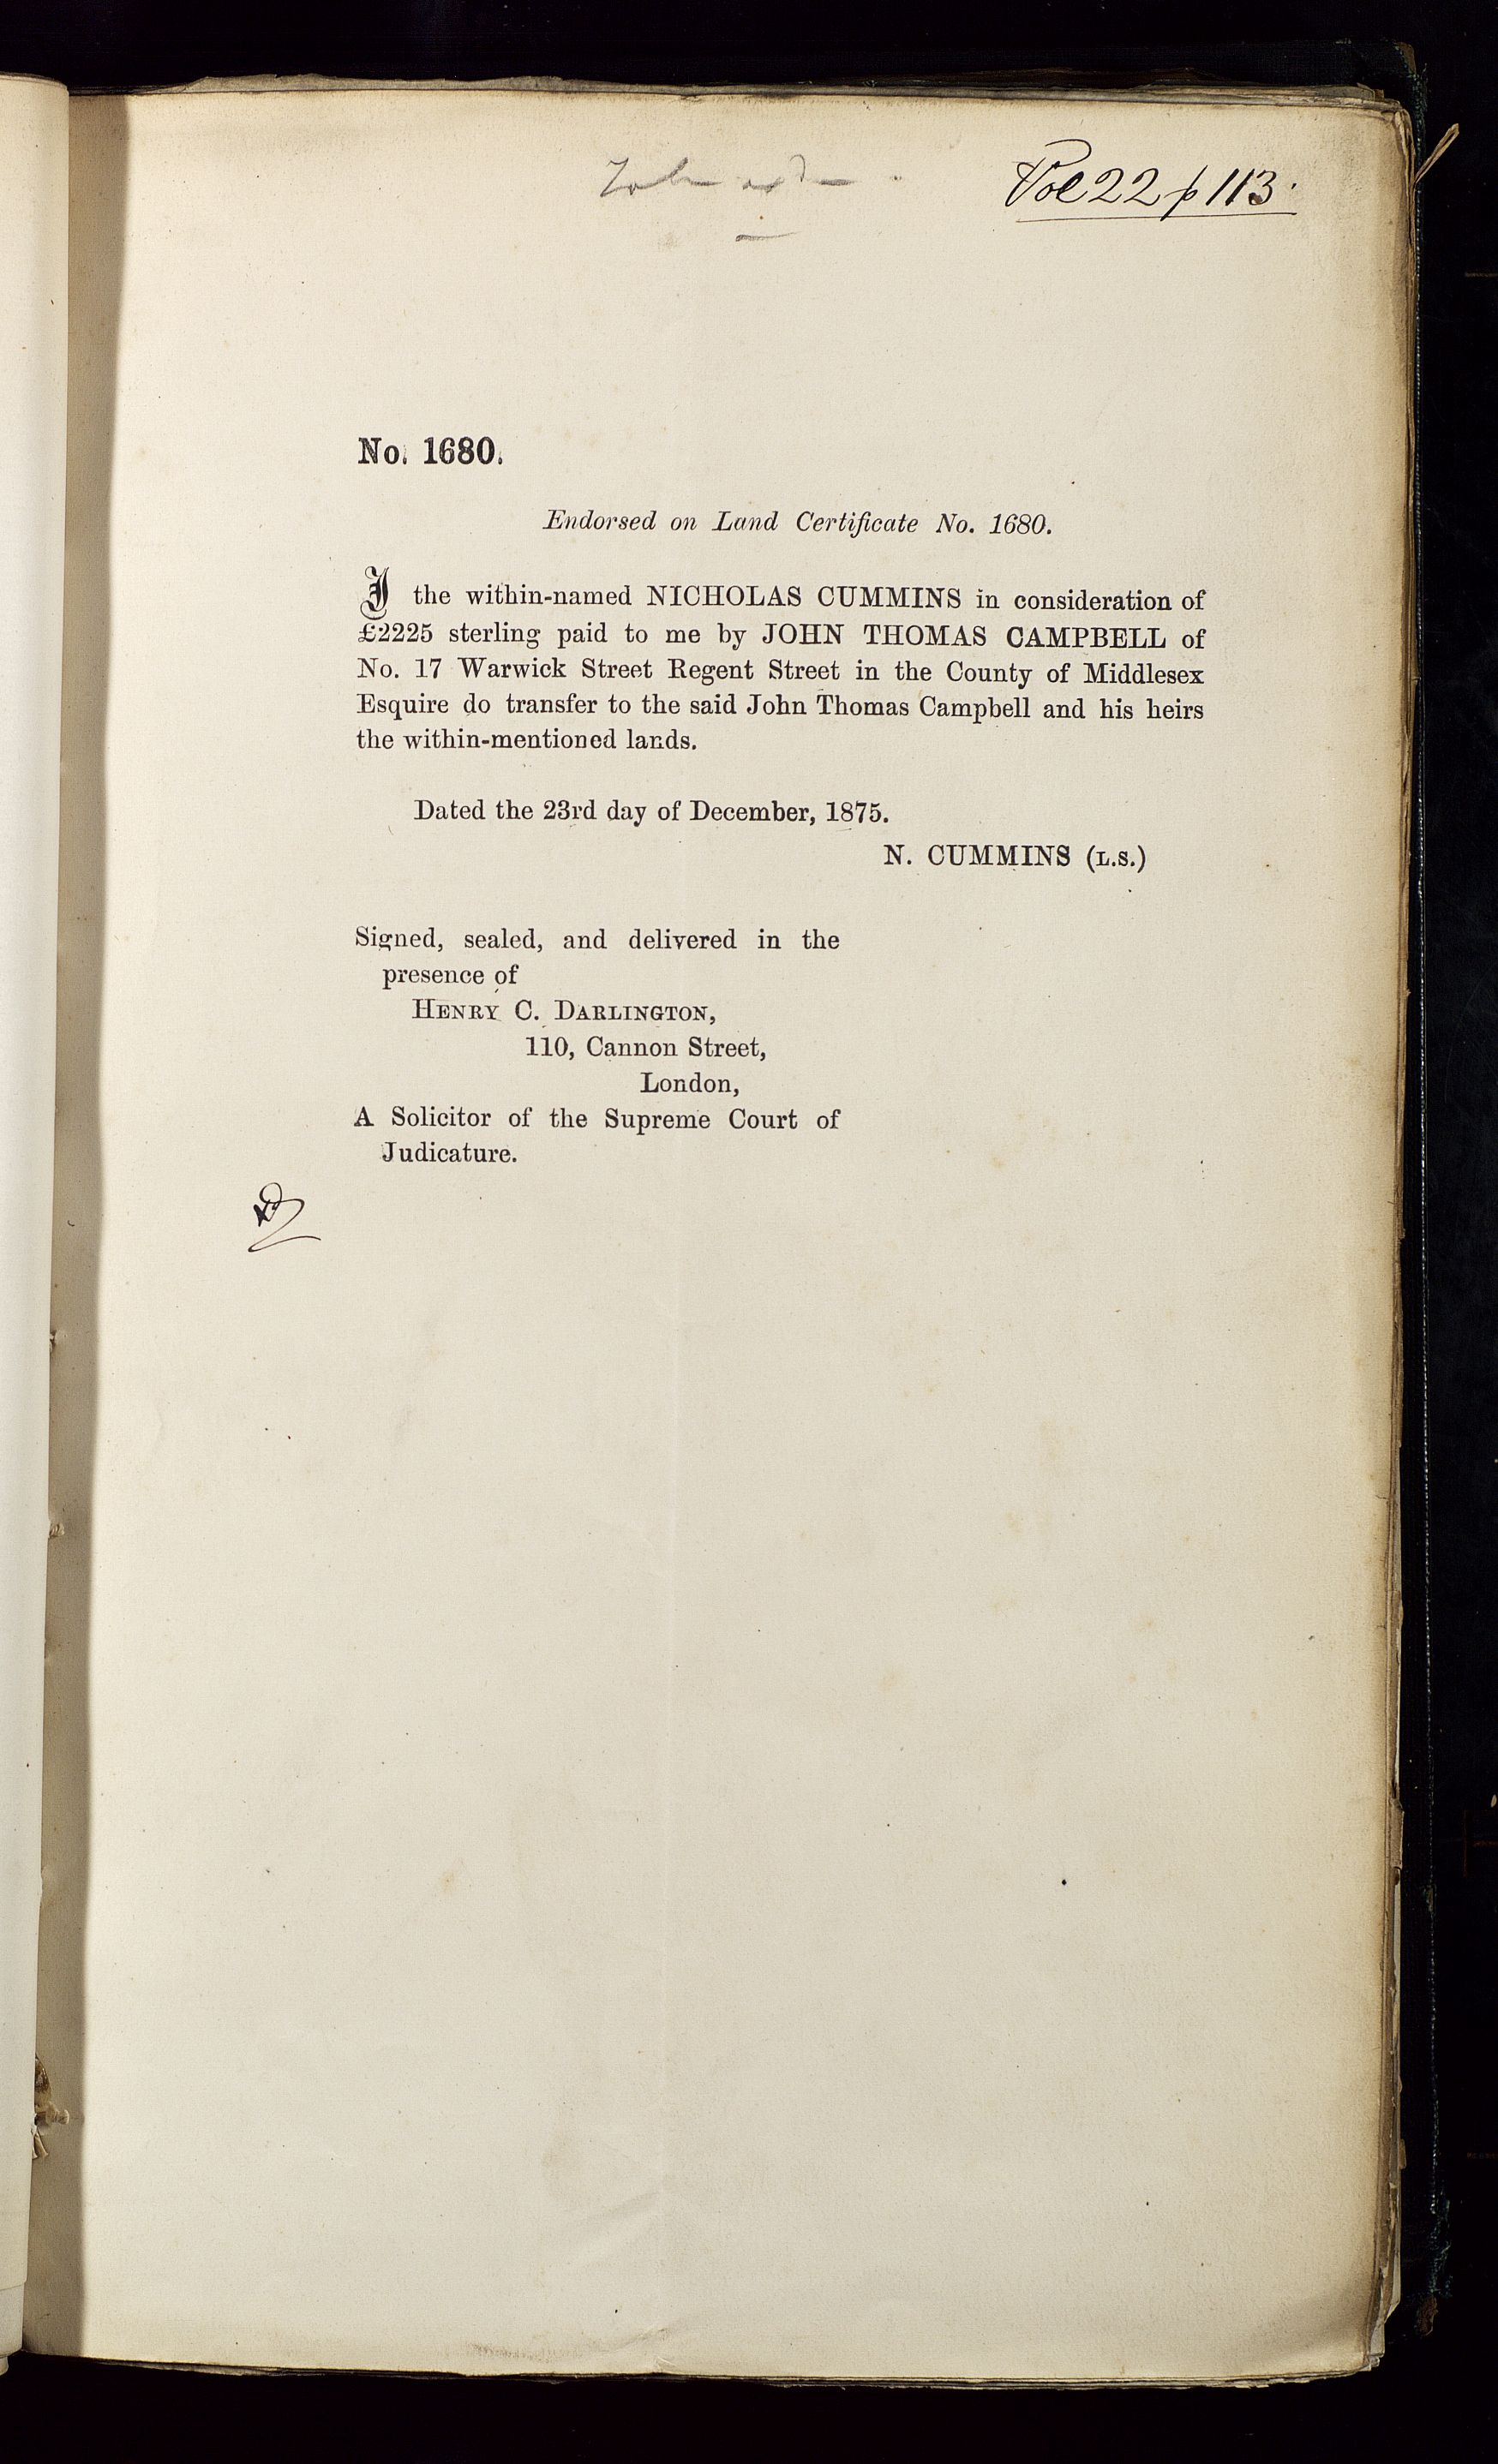 Vol 22 p 113.
No. 1680.
Endorsed on Land Certificate No. 1680.
I the within-named NICHOLAS CUMMINS in consideration of
£2225 sterling paid to me by JOHN THOMAS CAMPBELL of
No. 17 Warwick Street Regent Street in the County of Middlesex
Esquire do transfer to the said John Thomas Campbell and his heirs
the within-mentioned lands.
Dated the 23rd day of December, 1875.
N. CUMMINS (L.S.)
Signed, sealed, and delivered in the
presence of
HENRY C. DARLINGTON,
110, Cannon Street,
London,
A Solicitor of the Supreme Court of
Judicature.